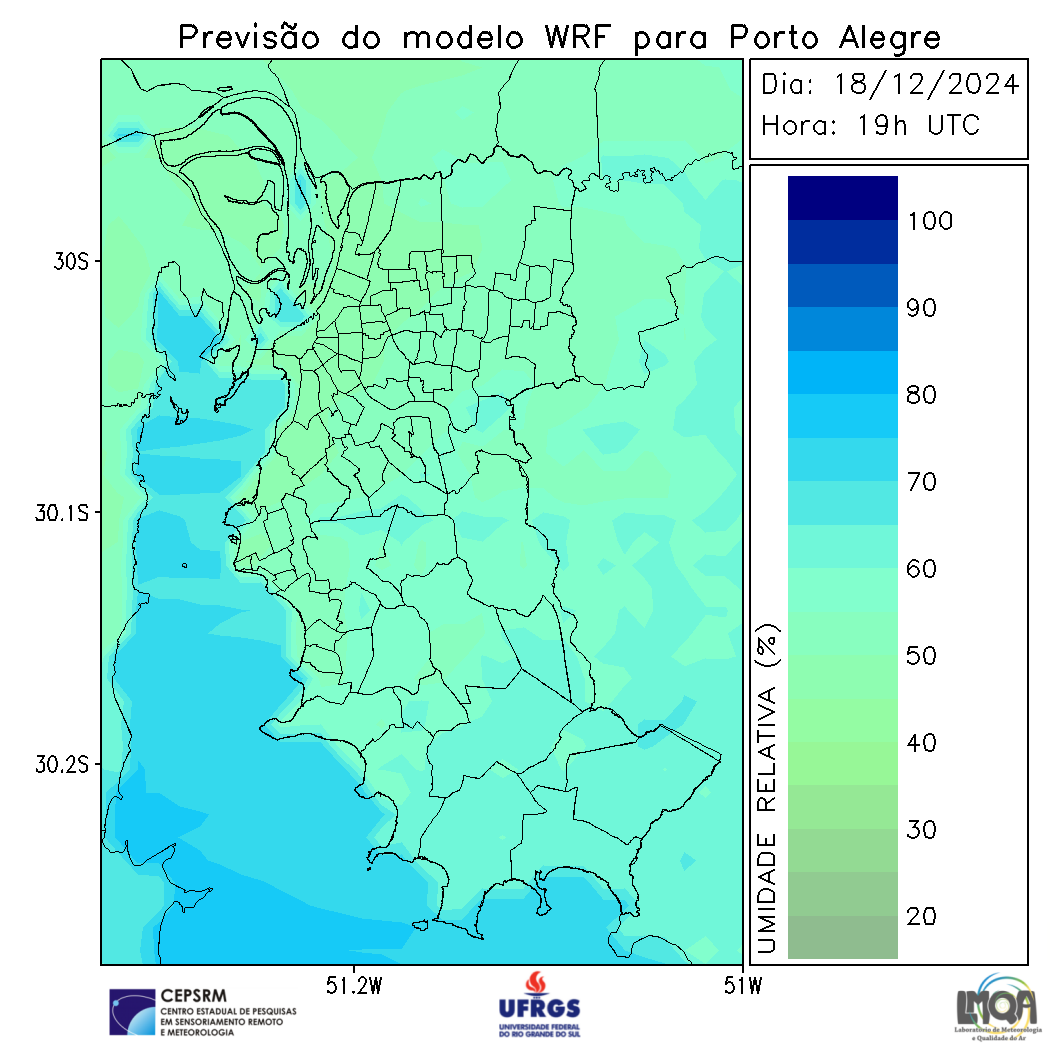 Previsão do modelo WRF para Porto Alegre
Dia: 18/12/2024
Hora: 19h UTC
100
90
80
70
60
50
40
30
20
UMIDADE RELATIVA (%)
30S
30.1S
30.2S
51.2W
51W
CEPSRM
CENTRO ESTADUAL DE PESQUISAS
EM SENSORIAMENTO REMOTO
E METEOROLOGIA
UFRGS
UNIVERSIDADE FEDERAL
DO RIO GRANDE DO SUL
LMQA
Laboratório de Meteorologia
e Qualidade do Ar